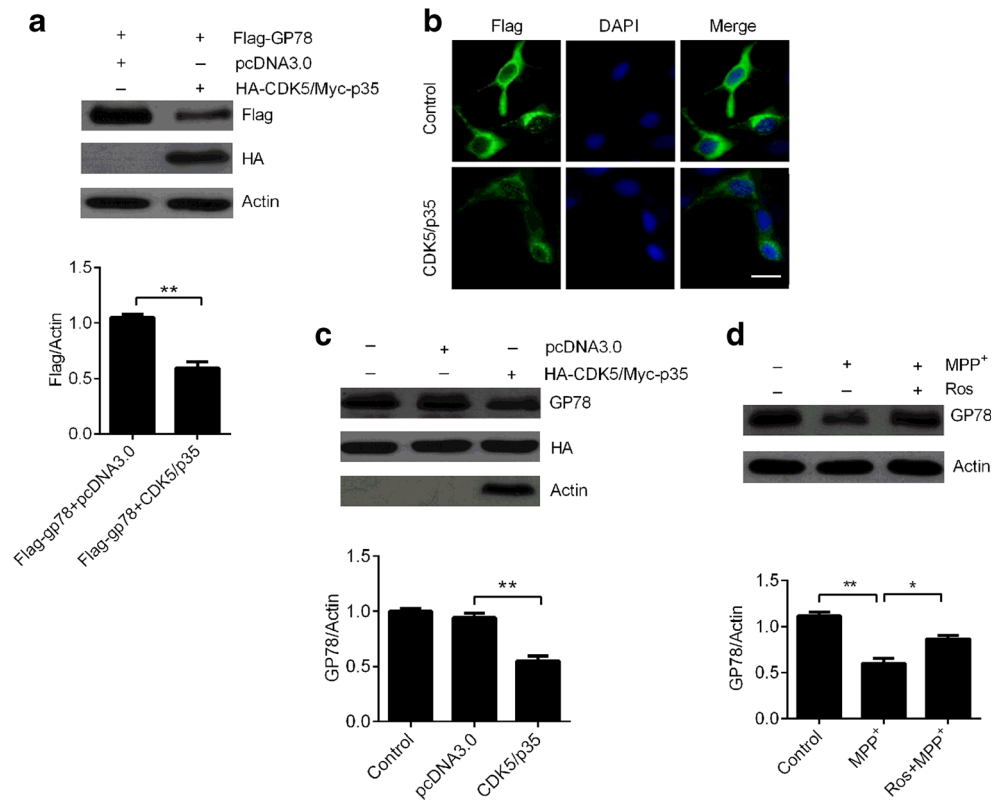 a
+ + Flag-GP78
+ – pcDNA3.0
– + HA-CDK5/Myc-p35
Flag
HA
Actin
1.5
1.0
0.5
0.0
Flag/Actin
**
Flag-gp78+pcDNA3.0
Flag-gp78+CDK5/p35
b
Flag DAPI Merge
Control
CDK5/p35
c
– + – pcDNA3.0
– – + HA-CDK5/Myc-p35
GP78
HA
Actin
1.5
1.0
0.5
0.0
GP78/Actin
**
Control
pcDNA3.0
CDK5/p35
d
– + + MPP+
– – + Ros
GP78
Actin
1.5
1.0
0.5
0.0
GP78/Actin
** *
Control
MPP+
Ros+MPP+